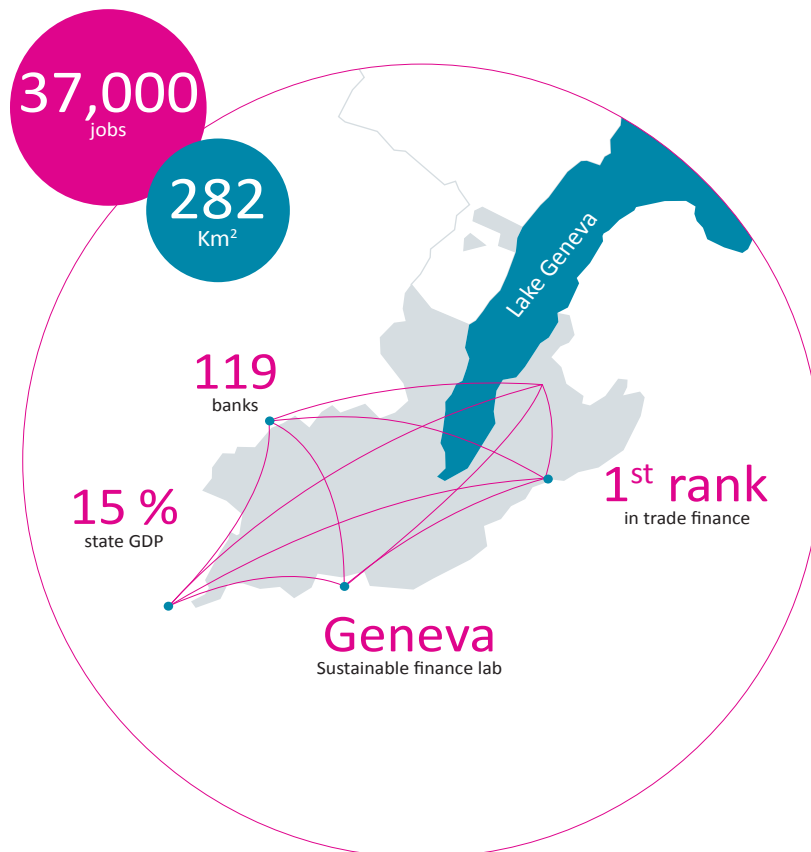 37,000
jobs
282
Km²
Lake Geneva
119
banks
15 %
state GDP
1st rank
in trade finance
Geneva
Sustainable finance lab